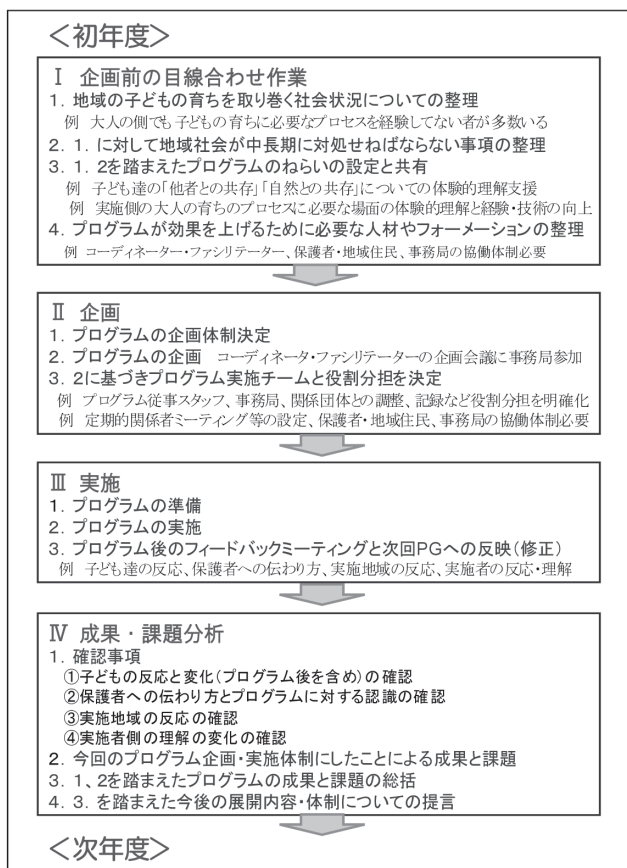 ＜初年度＞
Ⅰ 企画前の目線合わせ作業
1．地域の子どもの育ちを取り巻く社会状況についての整理
例 大人の側でも子どもの育ちに必要なプロセスを経験してない者が多数いる
2．1．に対して地域社会が中長期に対処せねばならない事項の整理
3．1．2を踏まえたプログラムのねらいの設定と共有
例 子ども達の「他者との共存」「自然との共存」についての体験的理解支援
例 実施側の大人の育ちのプロセスに必要な場面の体験的理解と経験・技術の向上
4．プログラムが効果を上げるために必要な人材やフォーメーションの整理
例 コーディネーター・ファシリテーター、保護者・地域住民、事務局の協働体制必要
Ⅱ 企画
1．プログラムの企画体制決定
2．プログラムの企画 コーディネータ・ファシリテーターの企画会議に事務局参加
3．2に基づきプログラム実施チームと役割分担を決定
例 プログラム従事スタッフ、事務局、関係団体との調整、記録など役割分担を明確化
例 定期的関係者ミーティング等の設定、保護者・地域住民、事務局の協働体制必要
Ⅲ 実施
1．プログラムの準備
2．プログラムの実施
3．プログラム後のフィードバックミーティングと次回PGへの反映（修正）
例 子ども達の反応、保護者への伝わり方、実施地域の反応、実施者の反応・理解
Ⅳ 成果・課題分析
1．確認事項
①子どもの反応と変化（プログラム後を含め）の確認
②保護者への伝わり方とプログラムに対する認識の確認
③実施地域の反応の確認
④実施者側の理解の変化の確認
2．今回のプログラム企画・実施体制にしたことによる成果と課題
3．1、2を踏まえたプログラムの成果と課題の総括
4．3．を踏まえた今後の展開内容・体制についての提言
＜次年度＞